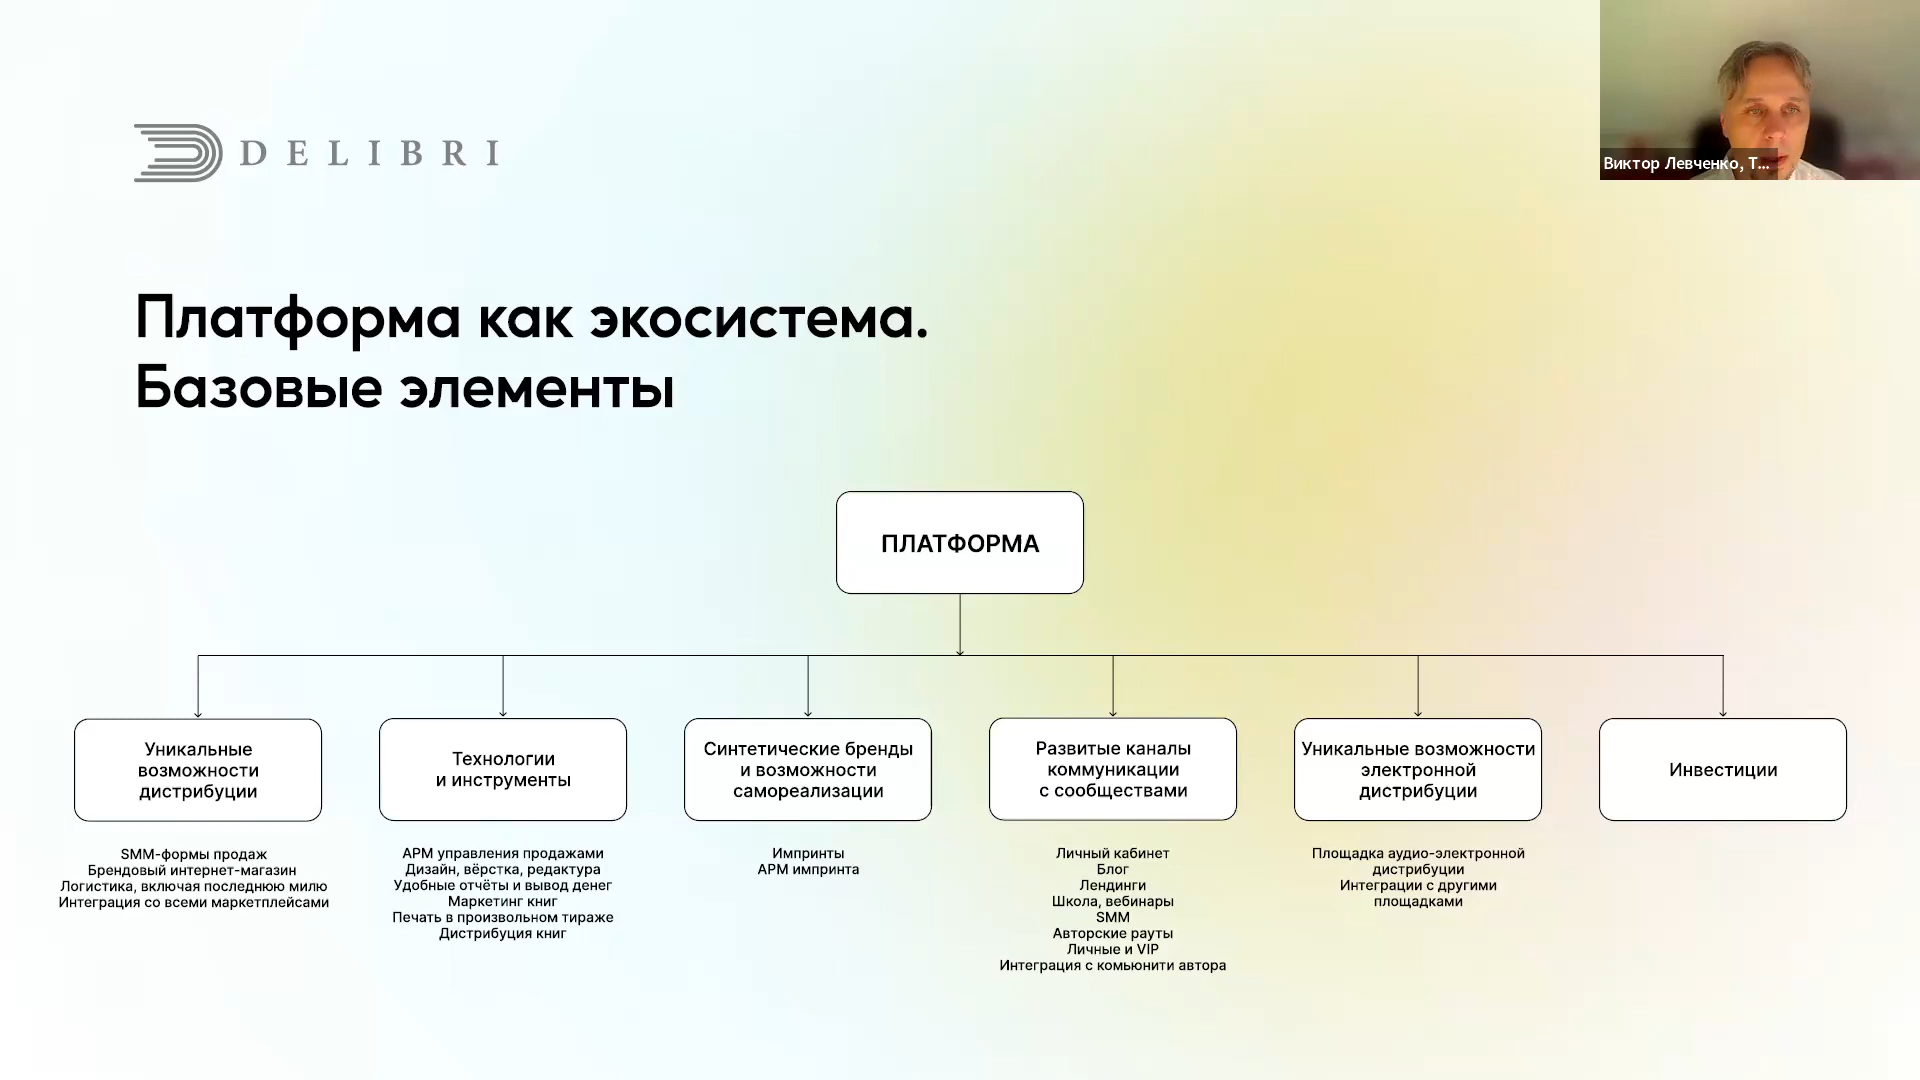 DELIBRI
Виктор Левченко, Т...
Платформа как экосистема.
Базовые элементы
ПЛАТФОРМА
Уникальные
возможности
дистрибуции
SMM-формы продаж
Брендовый интернет-магазин
Логистика, включая последнюю милю
Интеграция со всеми маркетплейсами
Технологии
и инструменты
АРМ управления продажами
Дизайн, вёрстка, редактура
Удобные отчёты и вывод денег
Маркетинг книг
Печать в произвольном тираже
Дистрибуция книг
Синтетические бренды
и возможности
самореализации
Импринты
АРМ импринта
Развитые каналы
коммуникации
с сообществами
Личный кабинет
Блог
Лендинги
Школа, вебинары
SMM
Авторские рауты
Личные и VIP
Интеграция с комьюнити автора
Уникальные возможности
электронной
дистрибуции
Площадка аудио-электронной
дистрибуции
Интеграции с другими
площадками
Инвестиции